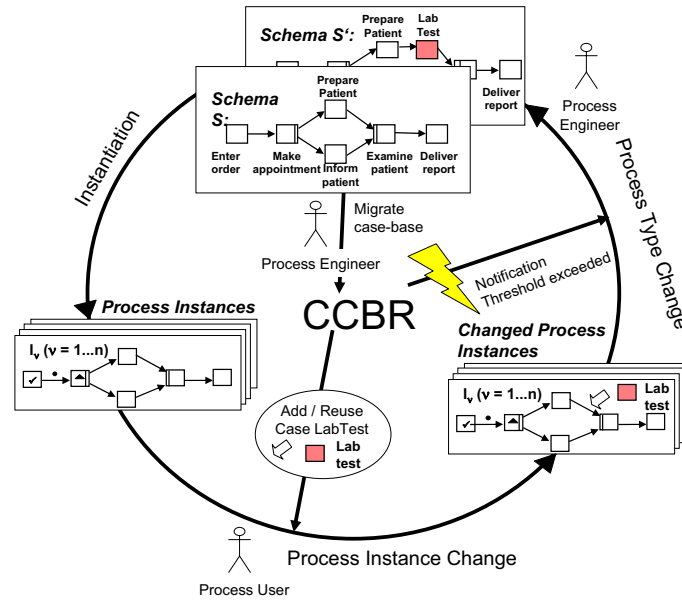 Schema S':
Prepare
Patient
Lab
Test
Deliver
report
Process
Engineer
Schema
S:
Prepare
Patient
Enter
order
Make
appointment
Inform
patient
Examine
patient
Deliver
report
Instantiation
Migrate
case-base
Process Engineer
CCBR
Notification
Threshold exceeded
Process Type Change
Process Instances
Iν (ν = 1...n)
Changed Process
Instances
Iν (ν = 1...n)
Lab
test
Add / Reuse
Case LabTest
Lab
test
Process Instance Change
Process User